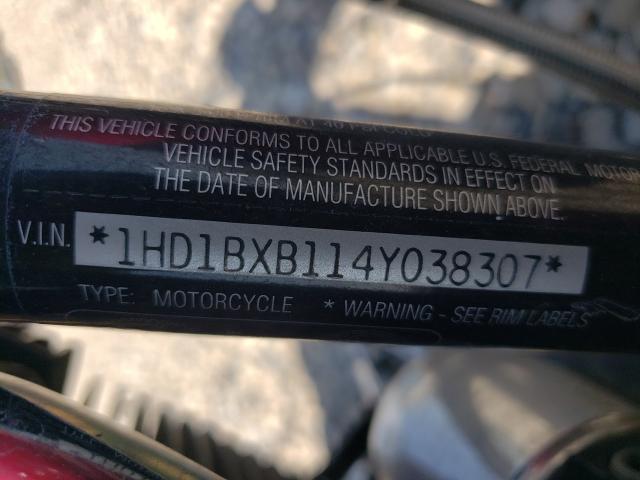 THIS VEHICLE CONFORMS TO ALL APPLICABLE U.S. FEDERAL MOTOR
VEHICLE SAFETY STANDARDS IN EFFECT ON
THE DATE OF MANUFACTURE SHOWN ABOVE.
V.I.N. *1HD1BXB114Y038307*
TYPE: MOTORCYCLE * WARNING - SEE RIM LABELS